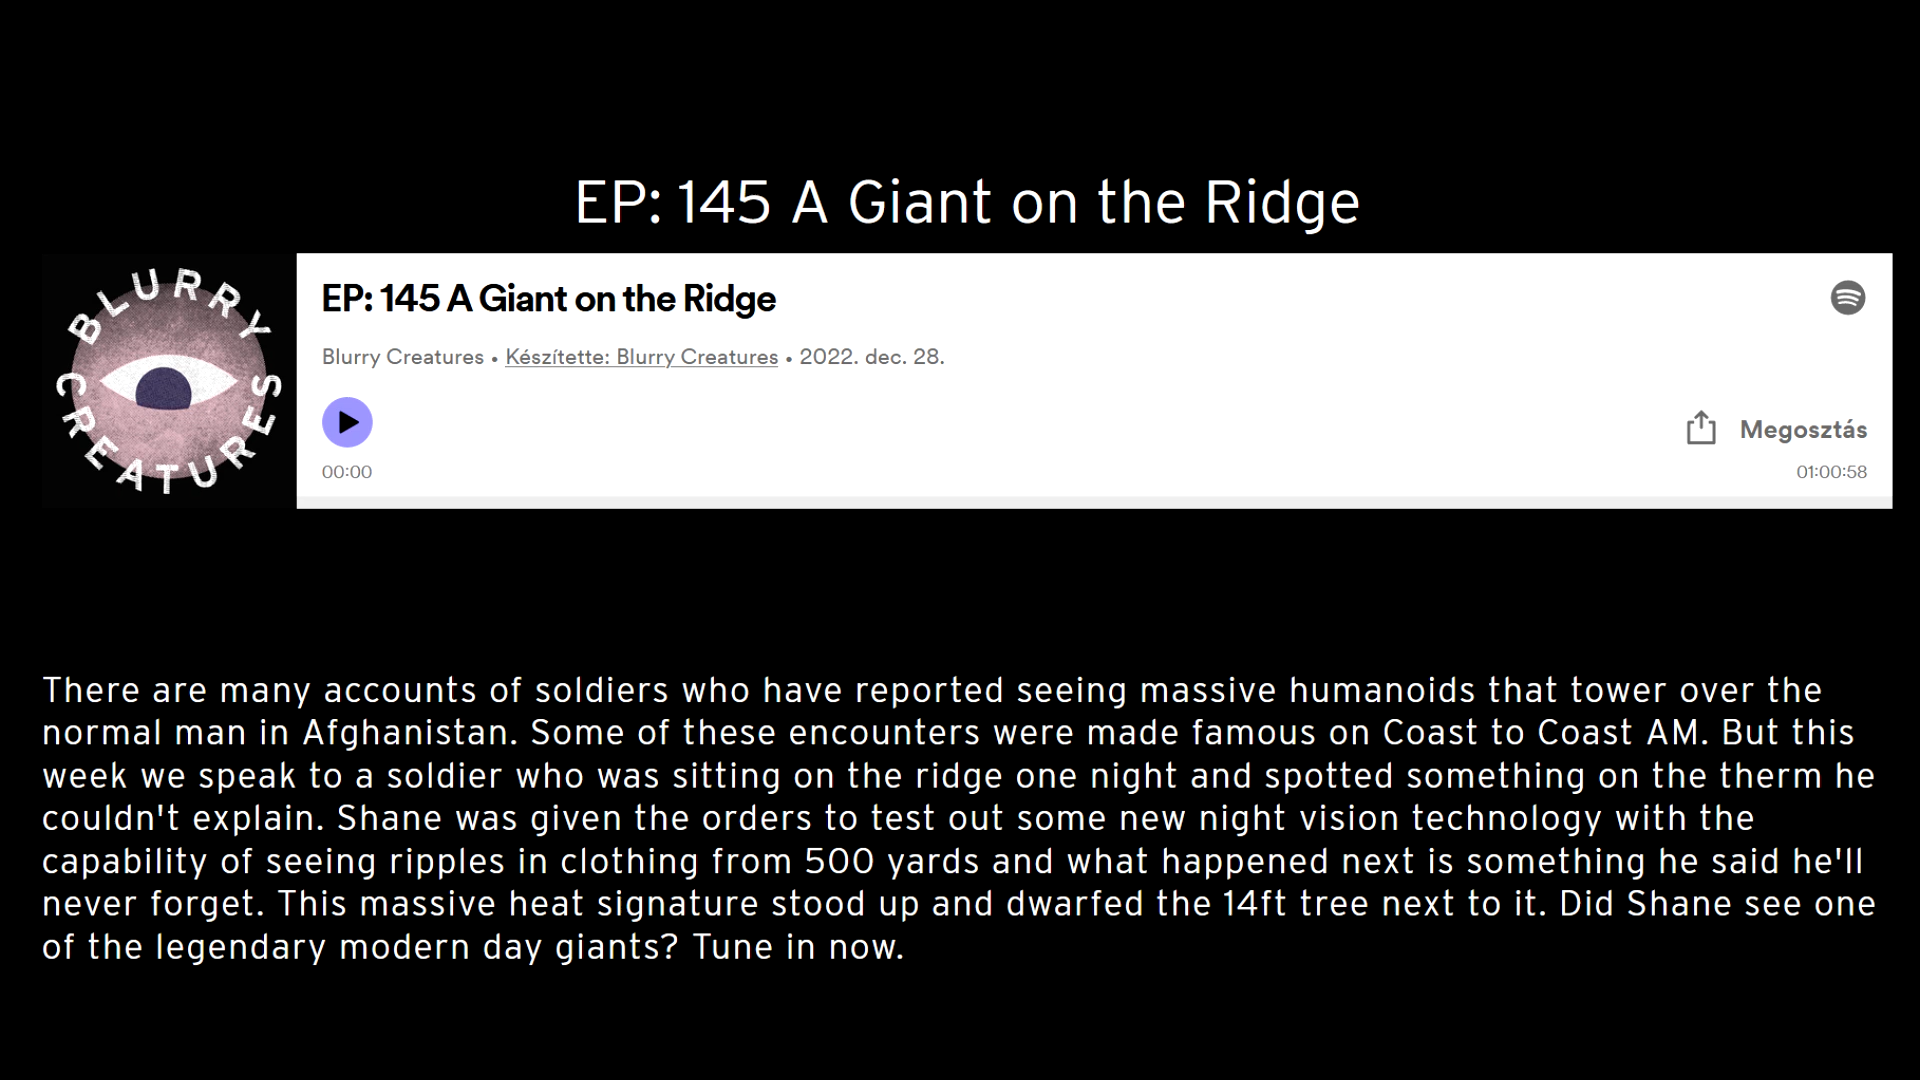 EP: 145 A Giant on the Ridge
BLURRY CREATURES
EP: 145 A Giant on the Ridge
Blurry Creatures • Készítette: Blurry Creatures • 2022. dec. 28.
Megosztás
00:00
01:00:58
There are many accounts of soldiers who have reported seeing massive humanoids that tower over the
normal man in Afghanistan. Some of these encounters were made famous on Coast to Coast AM. But this
week we speak to a soldier who was sitting on the ridge one night and spotted something on the therm he
couldn't explain. Shane was given the orders to test out some new night vision technology with the
capability of seeing ripples in clothing from 500 yards and what happened next is something he said he'll
never forget. This massive heat signature stood up and dwarfed the 14ft tree next to it. Did Shane see one
of the legendary modern day giants? Tune in now.